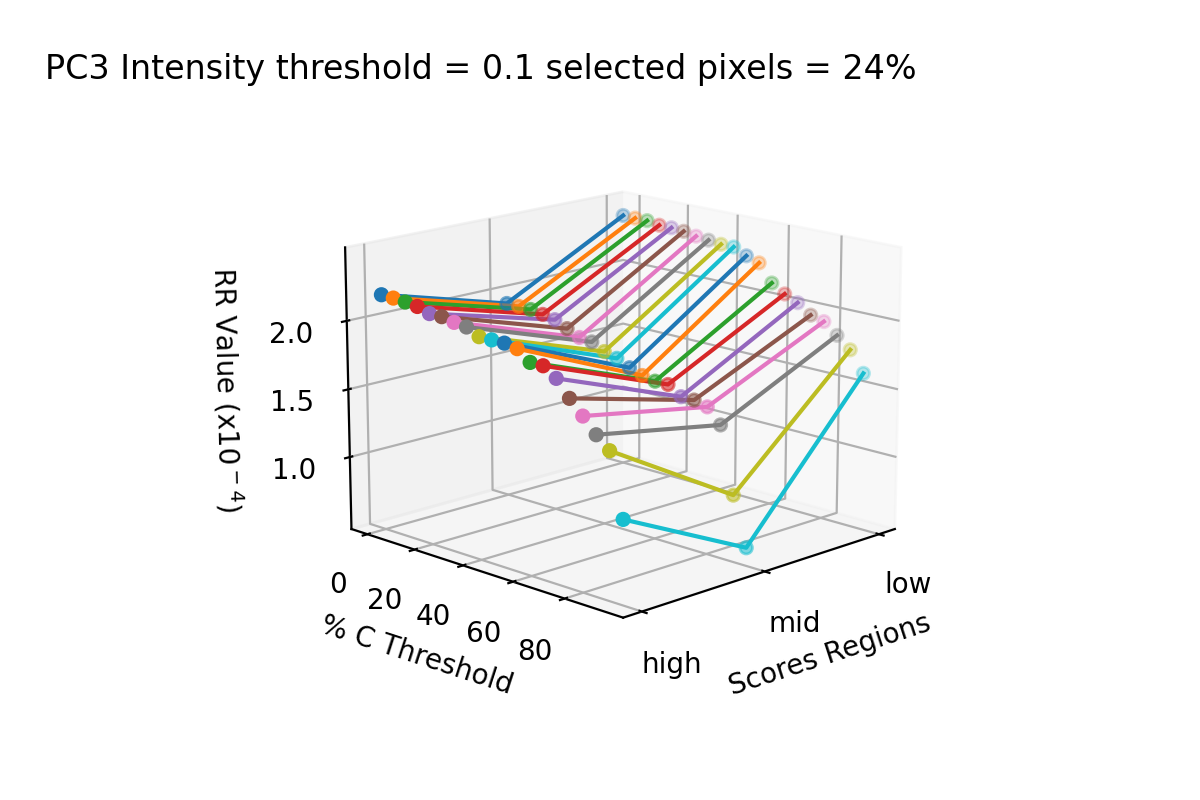 PC3 Intensity threshold = 0.1 selected pixels = 24%
RR Value (x10⁻⁴)
2.0
1.5
1.0
0
20
40
60
80
% C Threshold
high
mid
low
Scores Regions